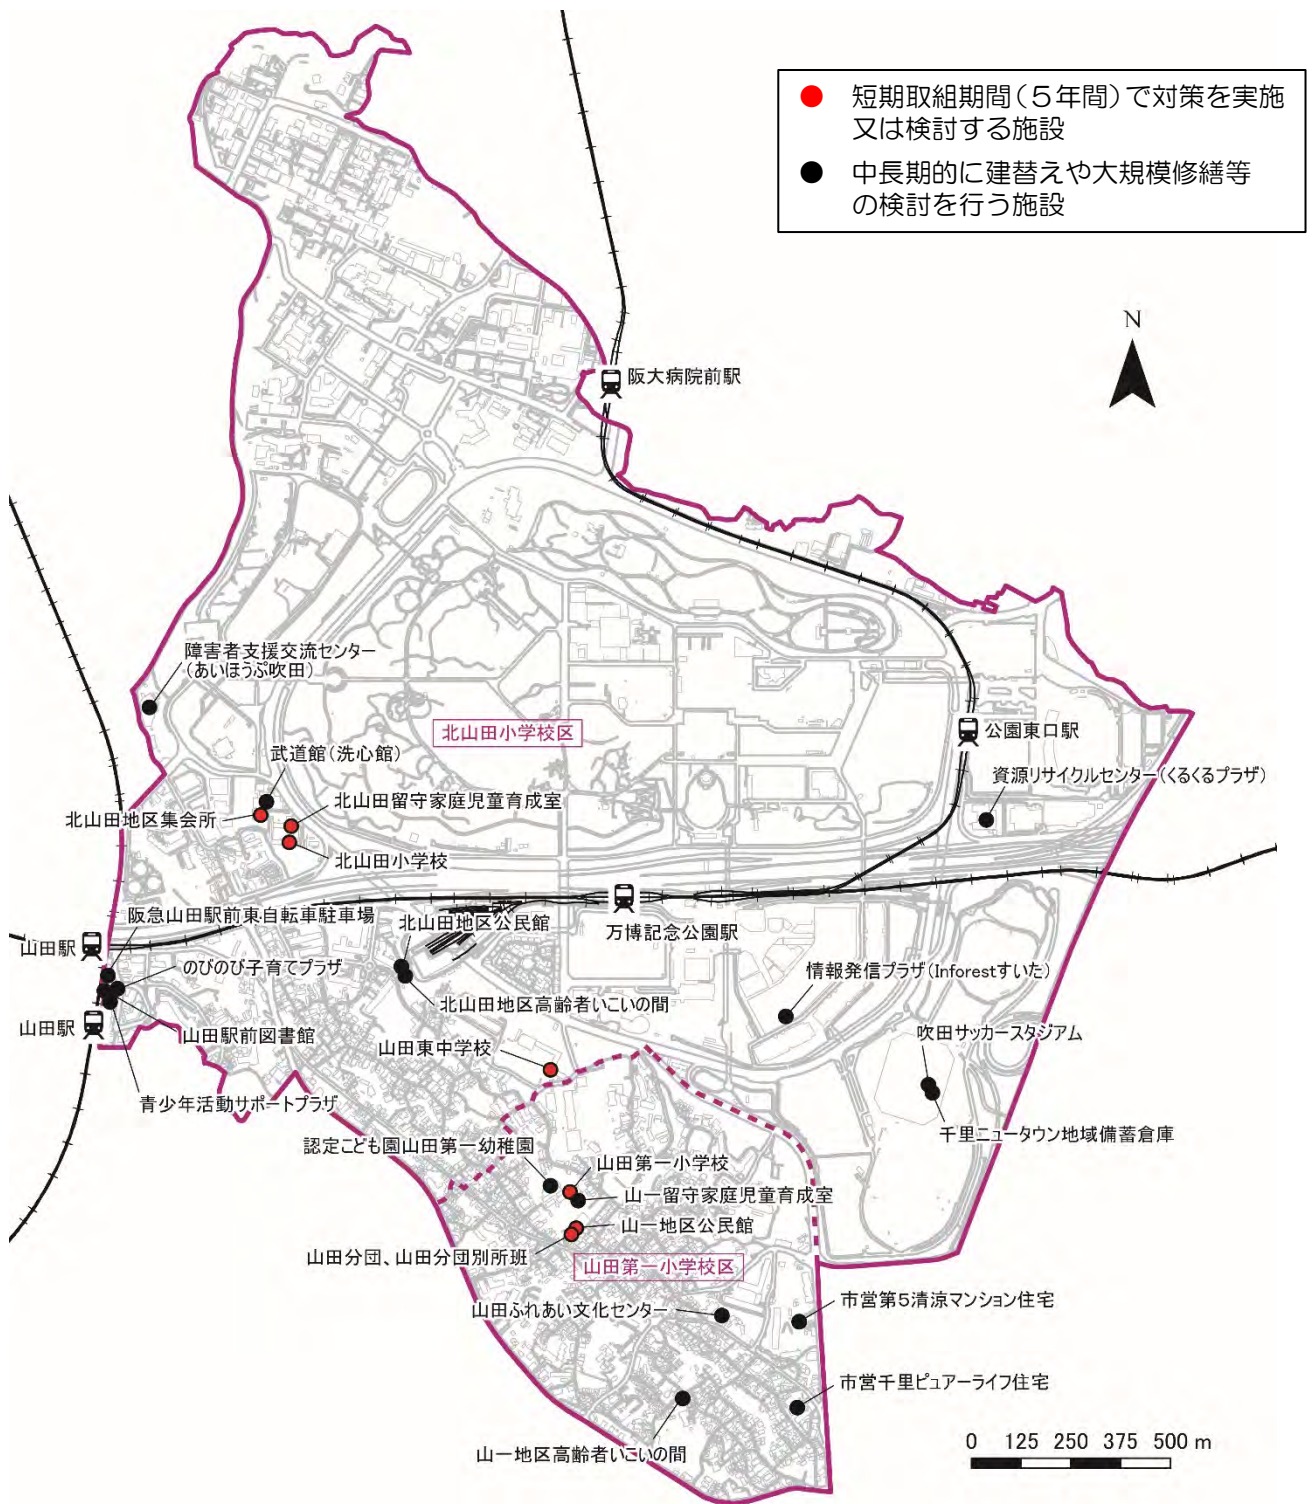 ● 短期取組期間（５年間）で対策を実施
又は検討する施設
● 中長期的に建替えや大規模修繕等
の検討を行う施設
N
阪大病院前駅
障害者支援交流センター
（あいほうぷ吹田）
北山田小学校区
公園東口駅
武道館（洗心館）
資源リサイクルセンター（くるくるプラザ）
北山田留守家庭児童育成室
北山田地区集会所
北山田小学校
阪急山田駅前東自転車駐車場
北山田地区公民館
万博記念公園駅
山田駅
のびのび子育てプラザ
情報発信プラザ（Inforestすいた）
北山田地区高齢者いこいの間
山田駅
山田駅前図書館
吹田サッカースタジアム
山田東中学校
青少年活動サポートプラザ
千里ニュータウン地域備蓄倉庫
認定こども園山田第一幼稚園
山田第一小学校
山一留守家庭児童育成室
山一地区公民館
山田分団、山田分団別所班
山田第一小学校区
山田ふれあい文化センター
市営第５清涼マンション住宅
市営千里ピュアーライフ住宅
山一地区高齢者いこいの間
0 125 250 375 500 m